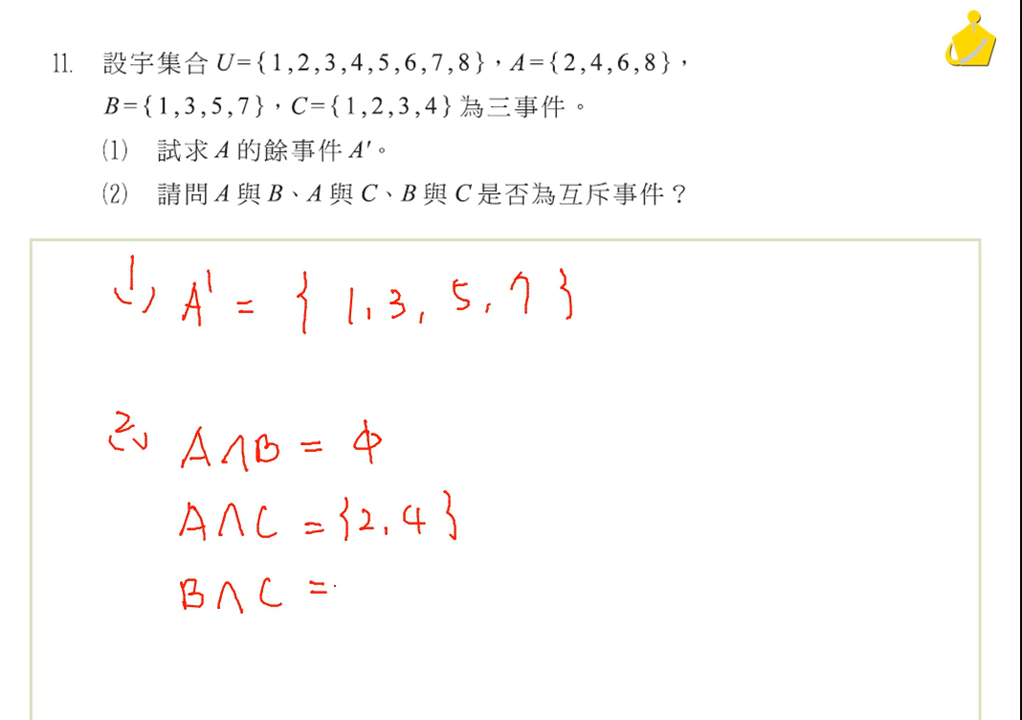 11. 設宇集合 U={1,2,3,4,5,6,7,8}，A={2,4,6,8}，
B={1,3,5,7}，C={1,2,3,4} 為三事件。
(1) 試求 A 的餘事件 A'。
(2) 請問 A 與 B、A 與 C、B 與 C 是否為互斥事件？
(1) A' = { 1, 3, 5, 7 }
(2) A∩B = φ
A∩C = {2, 4}
B∩C =